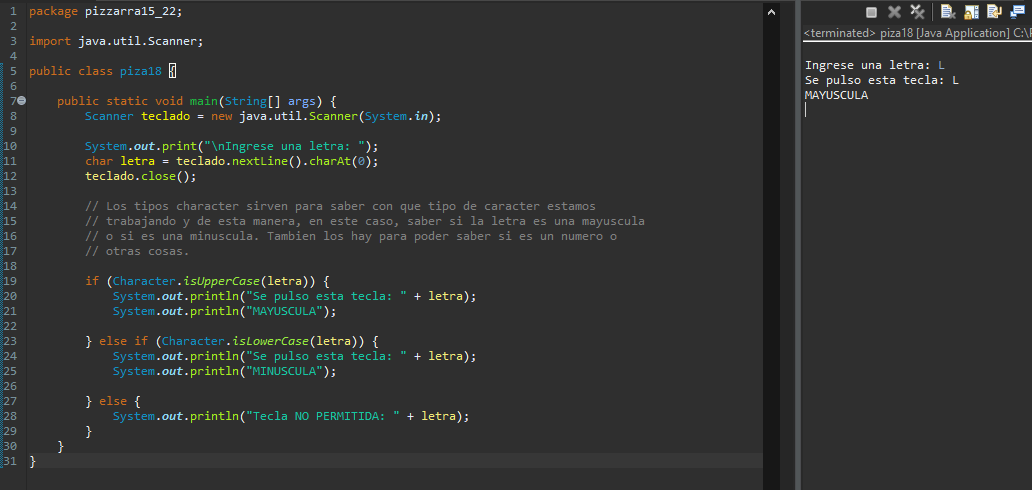 1 package pizzarra15_22;
2
3 import java.util.Scanner;
4
5 public class piza18 {
6
7 public static void main(String[] args) {
8 Scanner teclado = new java.util.Scanner(System.in);
9
10 System.out.print("\nIngrese una letra: ");
11 char letra = teclado.nextLine().charAt(0);
12 teclado.close();
13
14 // Los tipos character sirven para saber con que tipo de caracter estamos
15 // trabajando y de esta manera, en este caso, saber si la letra es una mayuscula
16 // o si es una minuscula. Tambien los hay para poder saber si es un numero o
17 // otras cosas.
18
19 if (Character.isUpperCase(letra)) {
20 System.out.println("Se pulso esta tecla: " + letra);
21 System.out.println("MAYUSCULA");
22
23 } else if (Character.isLowerCase(letra)) {
24 System.out.println("Se pulso esta tecla: " + letra);
25 System.out.println("MINUSCULA");
26
27 } else {
28 System.out.println("Tecla NO PERMITIDA: " + letra);
29 }
30 }
31 }
<terminated> piza18 [Java Application] C:\
Ingrese una letra: L
Se pulso esta tecla: L
MAYUSCULA